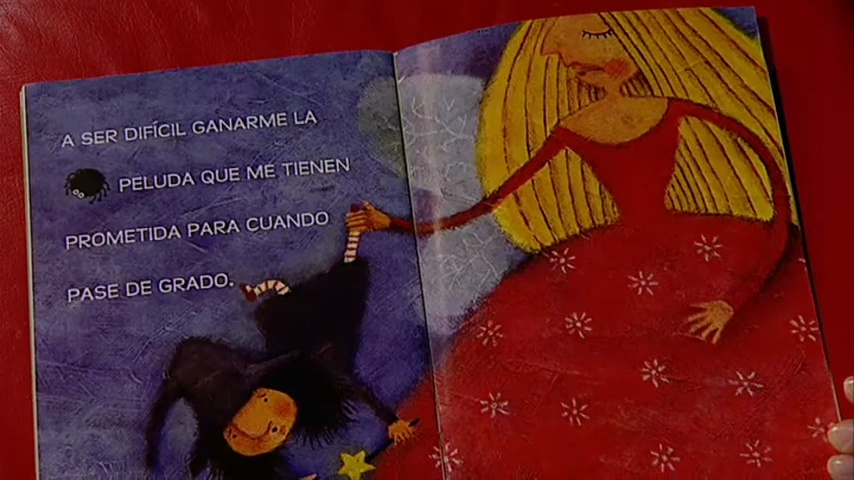 A SER DIFÍCIL GANARME LA
PELUDA QUE ME TIENEN
PROMETIDA PARA CUANDO
PASE DE GRADO.